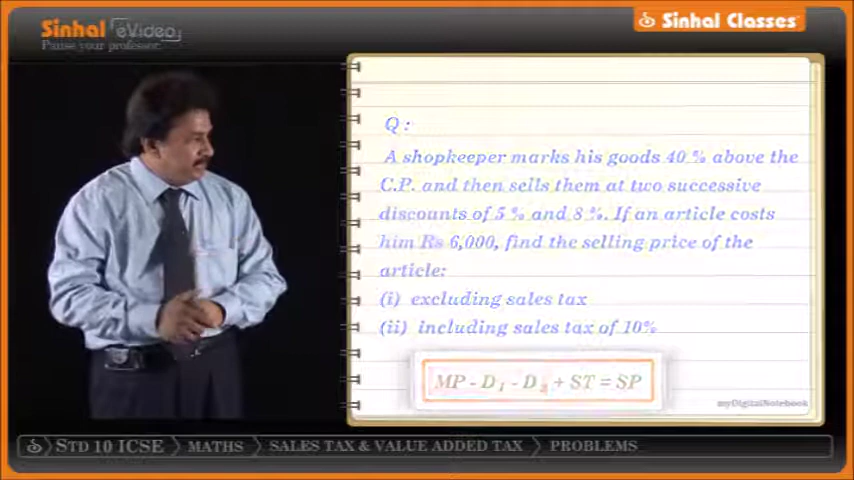 Sinhal eVideo
Pause your professor.
Sinhal Classes
Q :
A shopkeeper marks his goods 40 % above the
C.P. and then sells them at two successive
discounts of 5 % and 8 %. If an article costs
him Rs 6,000, find the selling price of the
article:
(i) excluding sales tax
(ii) including sales tax of 10%
MP - D1 - D2 + ST = SP
myDigitalNotebook
STD 10 ICSE
MATHS
SALES TAX & VALUE ADDED TAX
PROBLEMS